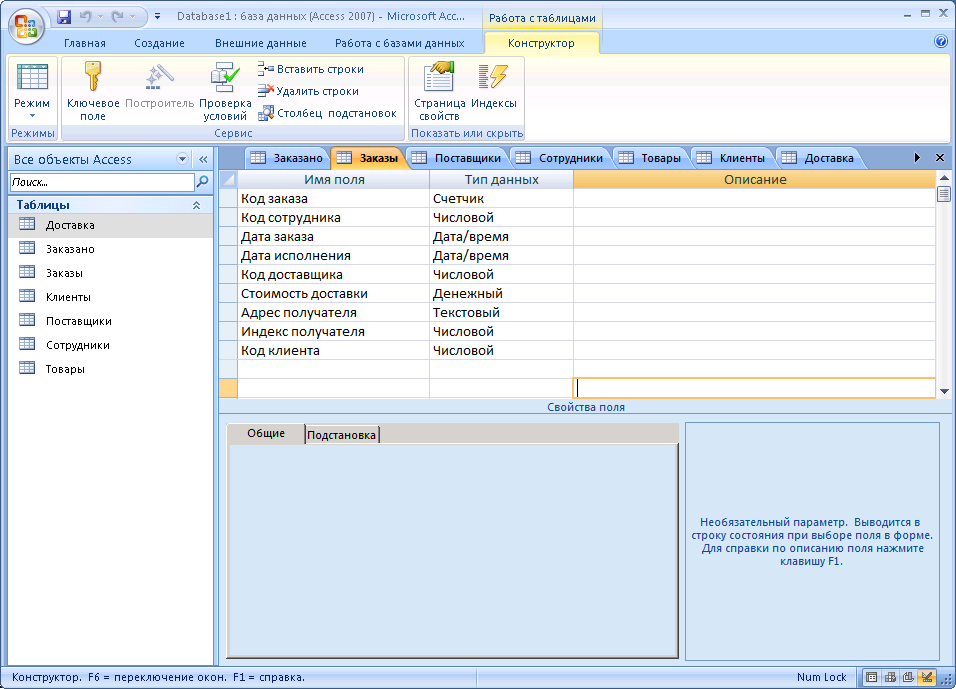 Database1 : база данных (Access 2007) - Microsoft Acc...
Работа с таблицами
Главная
Создание
Внешние данные
Работа с базами данных
Конструктор
Режим
Ключевое поле
Построитель
Проверка условий
Вставить строки
Удалить строки
Столбец подстановок
Страница свойств
Индексы
Режимы
Сервис
Показать или скрыть
Все объекты Access
Поиск...
Таблицы
Доставка
Заказано
Заказы
Клиенты
Поставщики
Сотрудники
Товары
Заказано
Заказы
Поставщики
Сотрудники
Товары
Клиенты
Доставка
Имя поля Тип данных Описание
Код заказа Счетчик
Код сотрудника Числовой
Дата заказа Дата/время
Дата исполнения Дата/время
Код доставщика Числовой
Стоимость доставки Денежный
Адрес получателя Текстовый
Индекс получателя Числовой
Код клиента Числовой
Свойства поля
Общие
Подстановка
Необязательный параметр. Выводится в
строку состояния при выборе поля в форме.
Для справки по описанию поля нажмите
клавишу F1.
Конструктор. F6 = переключение окон. F1 = справка.
Num Lock